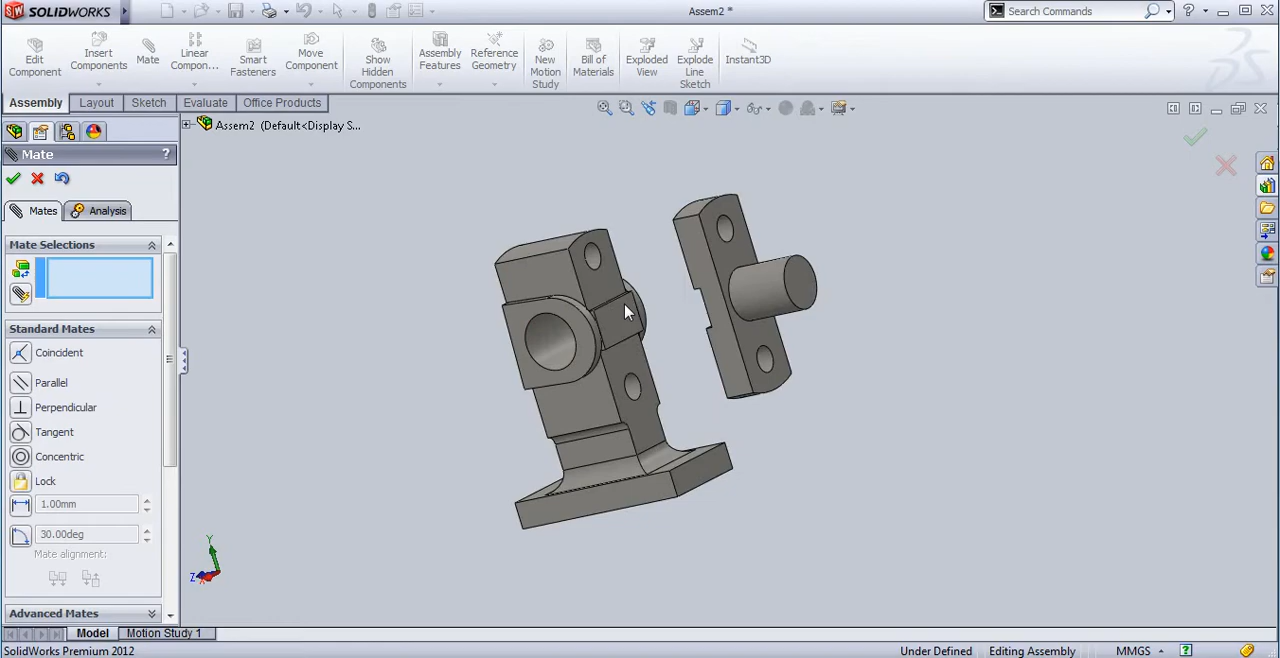 SOLIDWORKS
Assem2 *
Search Commands
Edit Component
Insert Components
Mate
Linear Compon...
Smart Fasteners
Move Component
Show Hidden Components
Assembly Features
Reference Geometry
New Motion Study
Bill of Materials
Exploded View
Explode Line Sketch
Instant3D
Assembly
Layout
Sketch
Evaluate
Office Products
Assem2 (Default<Display S...
Mate
?
Mates
Analysis
Mate Selections
Standard Mates
Coincident
Parallel
Perpendicular
Tangent
Concentric
Lock
1.00mm
30.00deg
Mate alignment:
Advanced Mates
Y
Z
X
Model
Motion Study 1
SolidWorks Premium 2012
Under Defined
Editing Assembly
MMGS
?